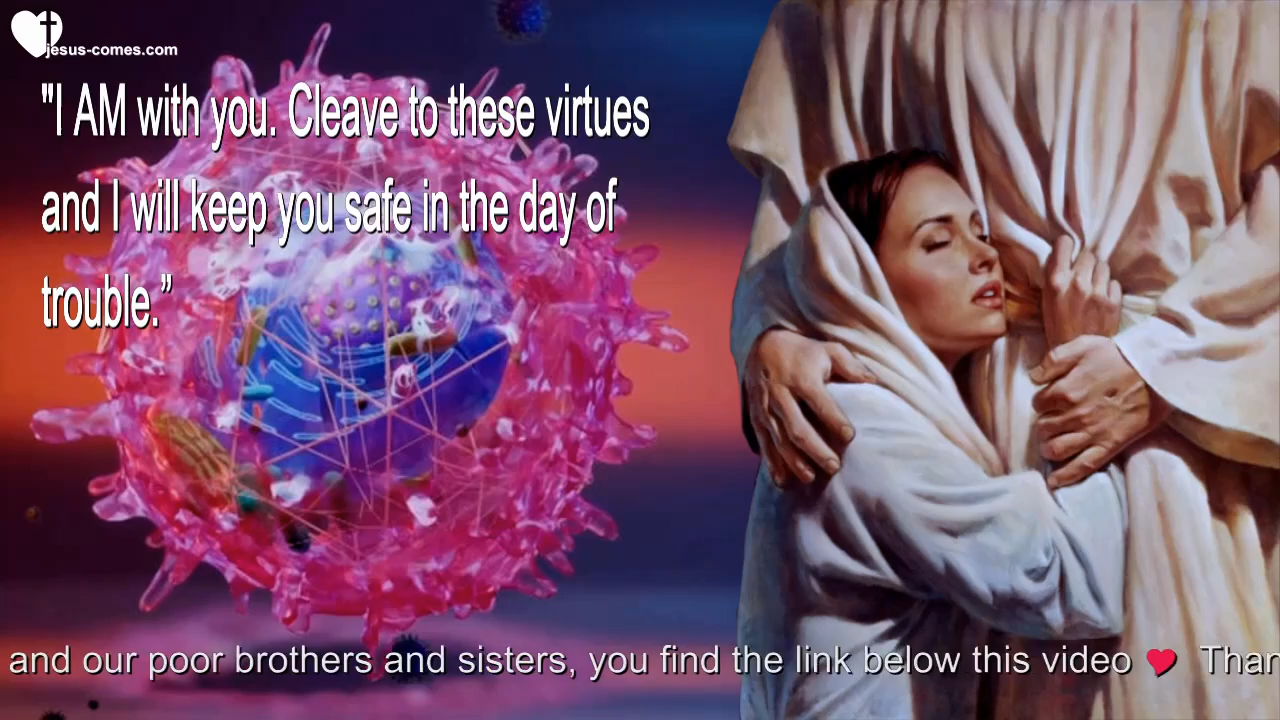 jesus-comes.com
"I AM with you. Cleave to these virtues
and I will keep you safe in the day of
trouble.”
and our poor brothers and sisters, you find the link below this video ❤ Than